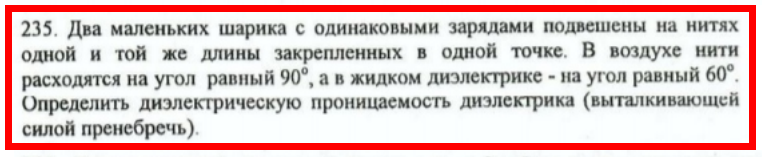 235. Два маленьких шарика с одинаковыми зарядами подвешены на нитях
одной и той же длины закрепленных в одной точке. В воздухе нити
расходятся на угол равный 90°, а в жидком диэлектрике - на угол равный 60°.
Определить диэлектрическую проницаемость диэлектрика (выталкивающей
силой пренебречь).